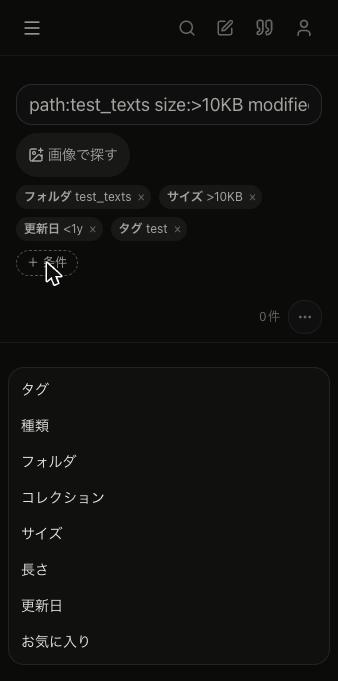 path:test_texts size:>10KB modified
画像で探す
フォルダ test_texts × サイズ >10KB ×
更新日 <1y × タグ test ×
+ 条件
0件 …
タグ
種類
フォルダ
コレクション
サイズ
長さ
更新日
お気に入り